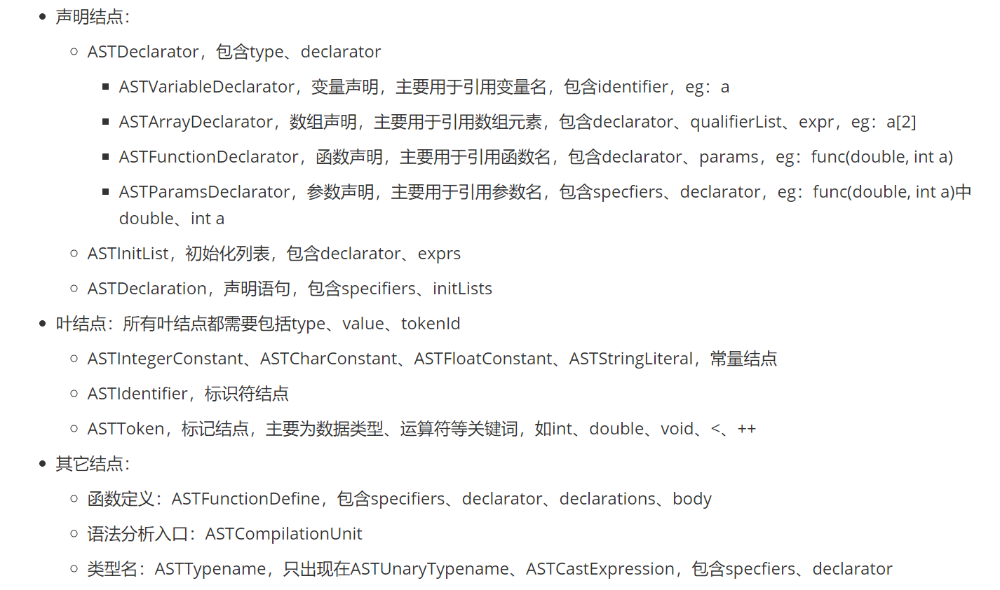 声明结点：
ASTDeclarator，包含type、declarator
ASTVariableDeclarator，变量声明，主要用于引用变量名，包含identifier，eg：a
ASTArrayDeclarator，数组声明，主要用于引用数组元素，包含declarator、qualifierList、expr，eg：a[2]
ASTFunctionDeclarator，函数声明，主要用于引用函数名，包含declarator、params，eg：func(double, int a)
ASTParamsDeclarator，参数声明，主要用于引用参数名，包含specfiers、declarator，eg：func(double, int a)中
double、int a
ASTInitList，初始化列表，包含declarator、exprs
ASTDeclaration，声明语句，包含specifiers、initLists
叶结点：所有叶结点都需要包括type、value、tokenId
ASTIntegerConstant、ASTCharConstant、ASTFloatConstant、ASTStringLiteral，常量结点
ASTIdentifier，标识符结点
ASTToken，标记结点，主要为数据类型、运算符等关键词，如int、double、void、<、++
其它结点：
函数定义：ASTFunctionDefine，包含specifiers、declarator、declarations、body
语法分析入口：ASTCompilationUnit
类型名：ASTTypename，只出现在ASTUnaryTypename、ASTCastExpression，包含specfiers、declarator